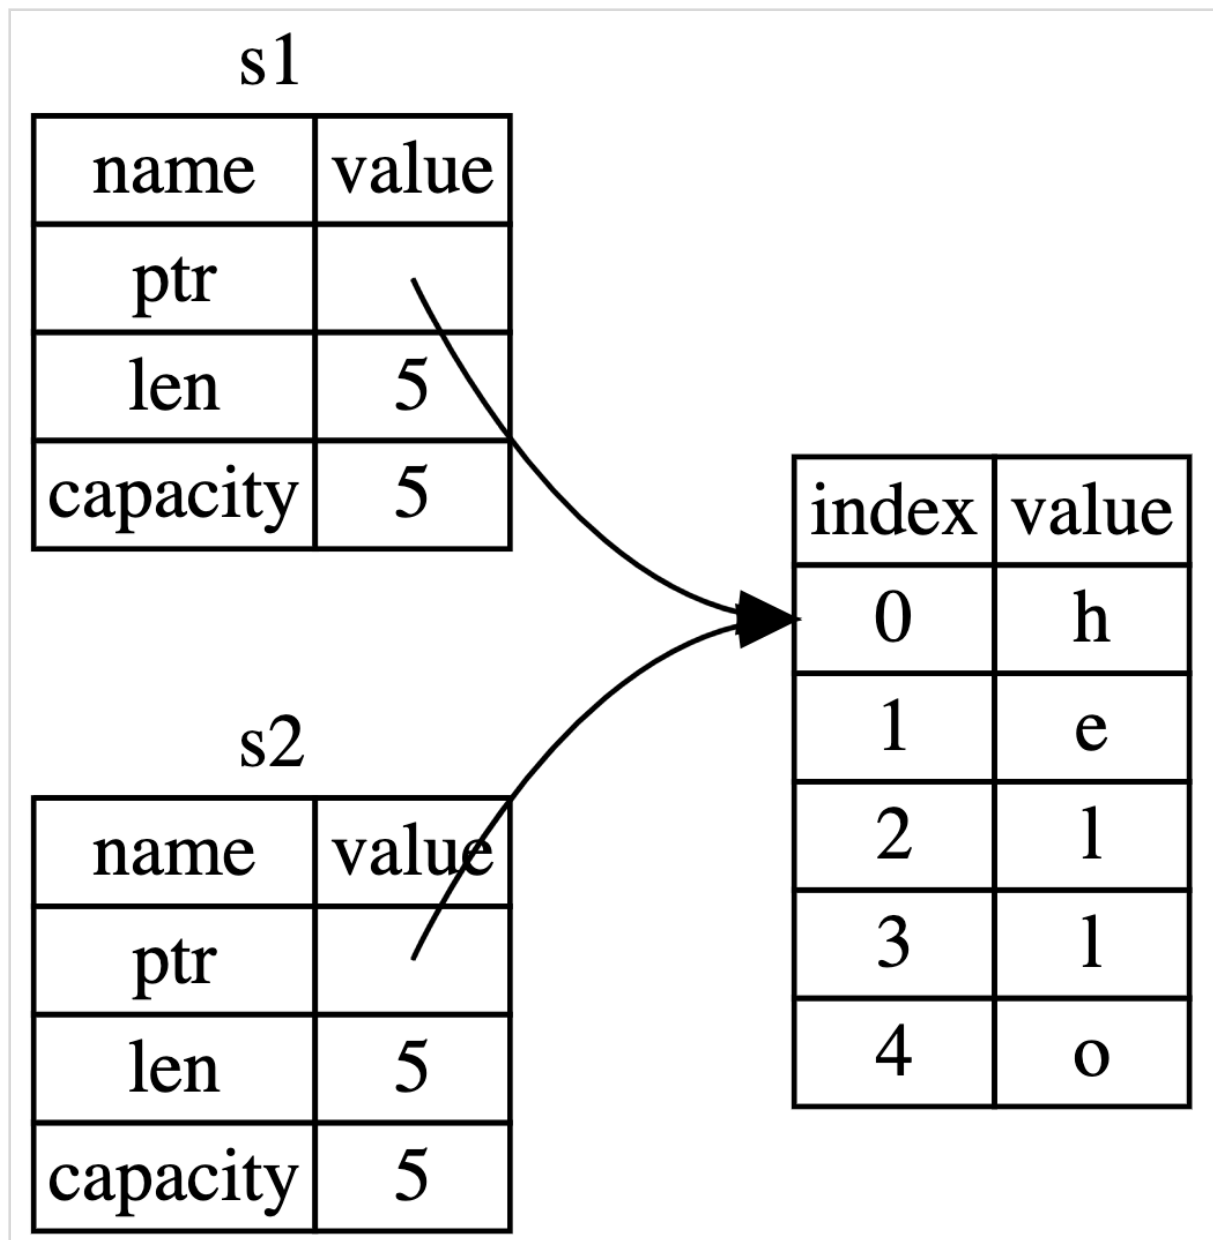 s1
name value
ptr
len 5
capacity 5
s2
name value
ptr
len 5
capacity 5
index value
0 h
1 e
2 l
3 l
4 o